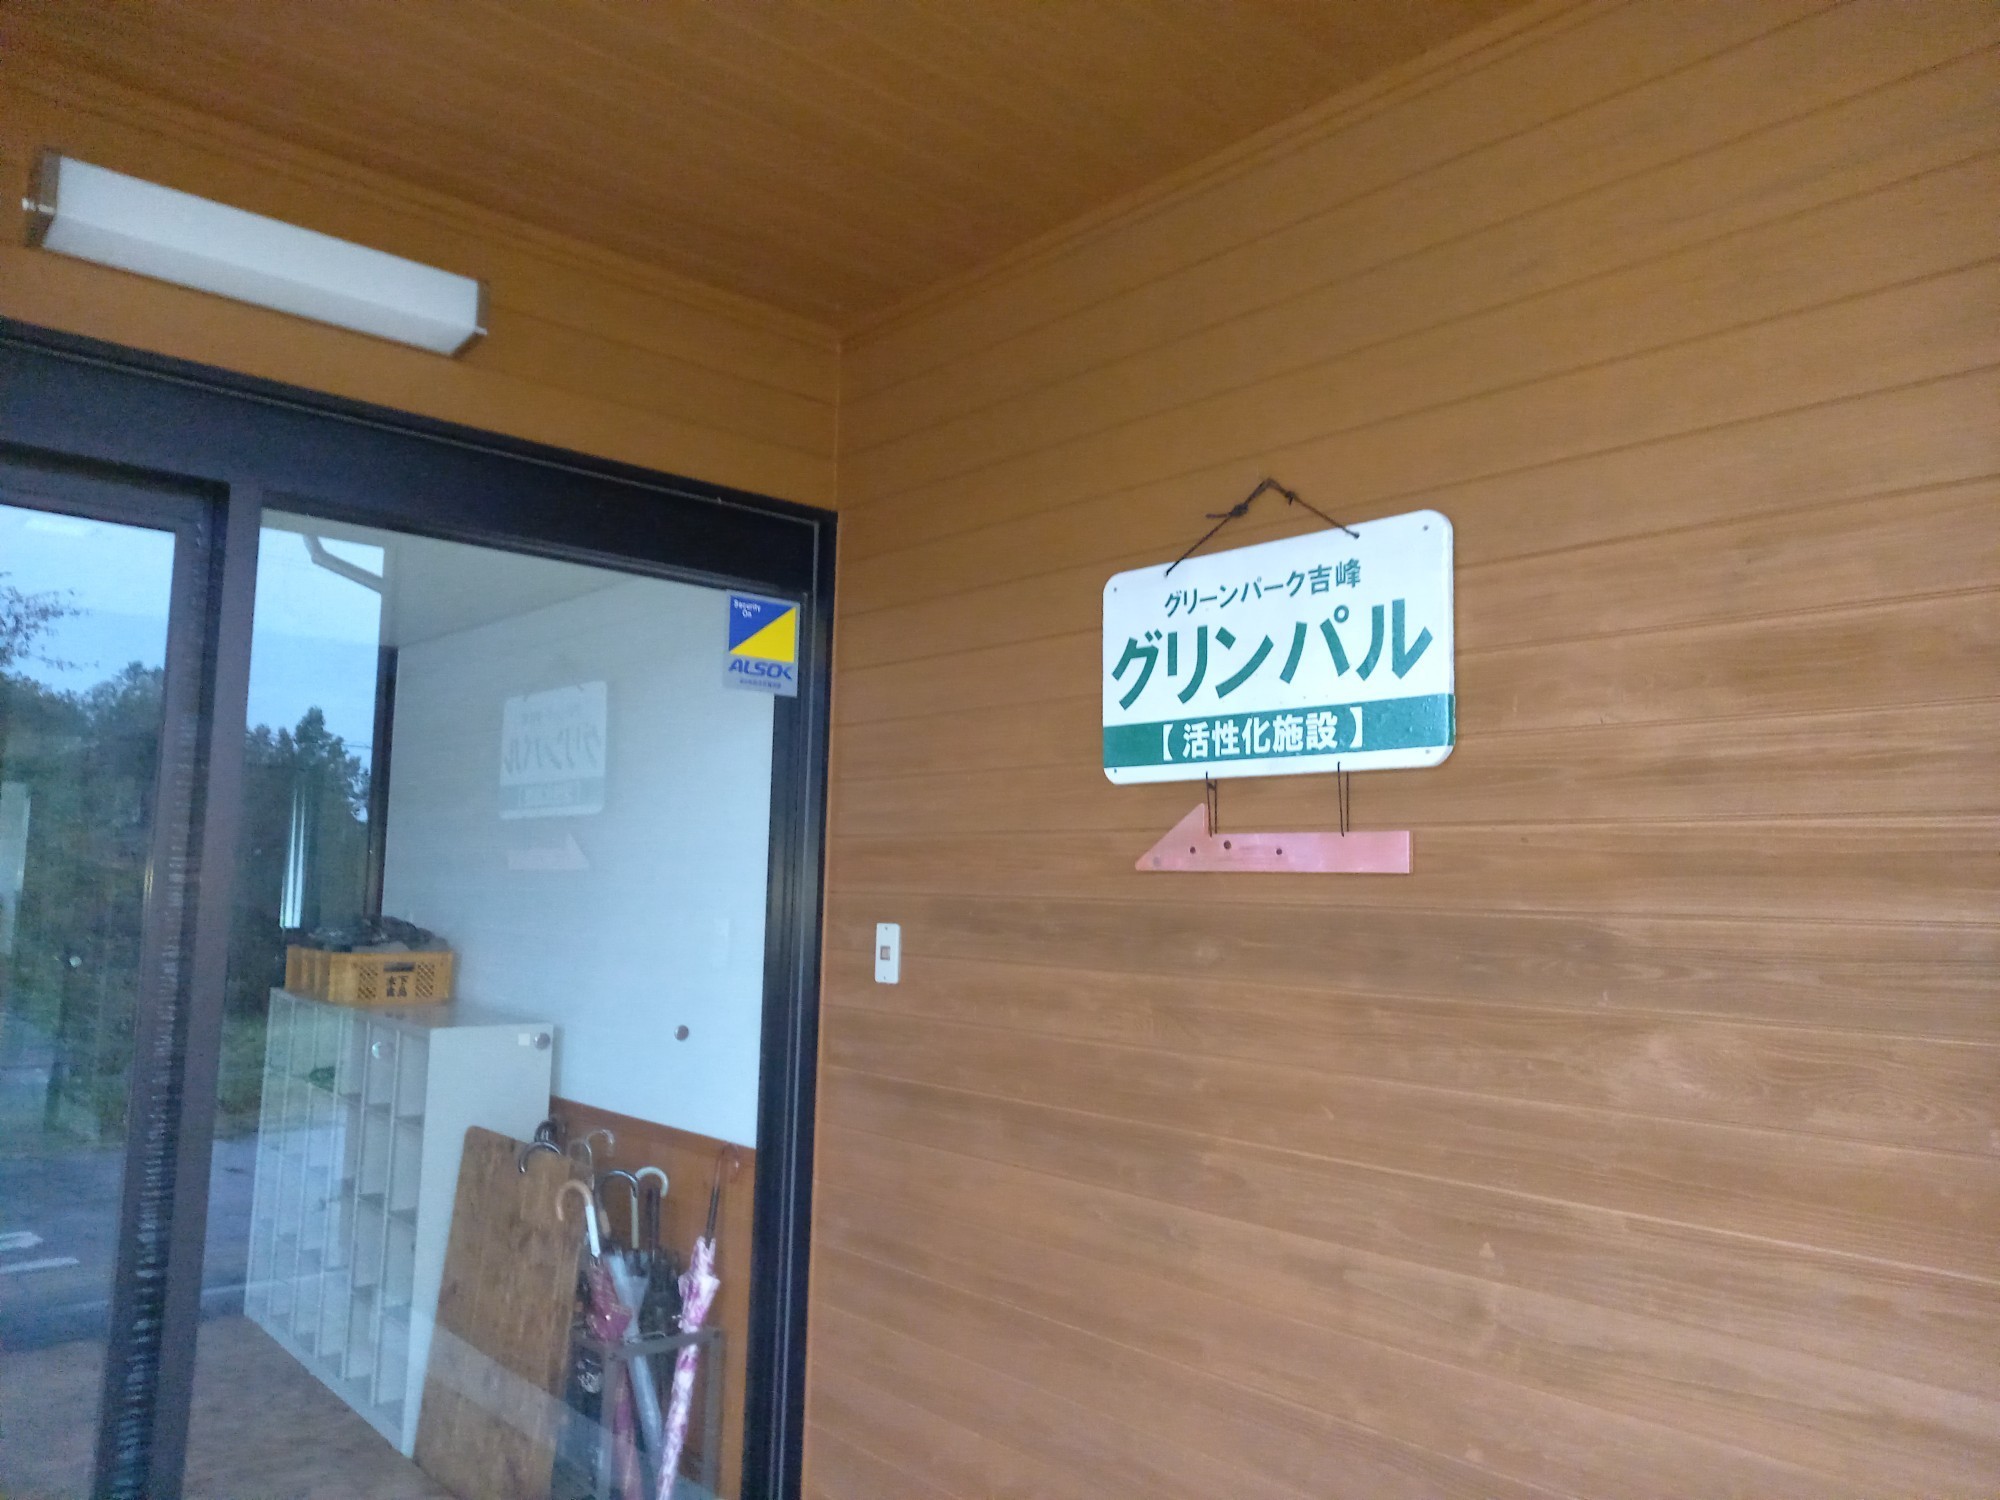 グリーンパーク吉峰
グリンパル
【活性化施設】
Security
On
ALSOK